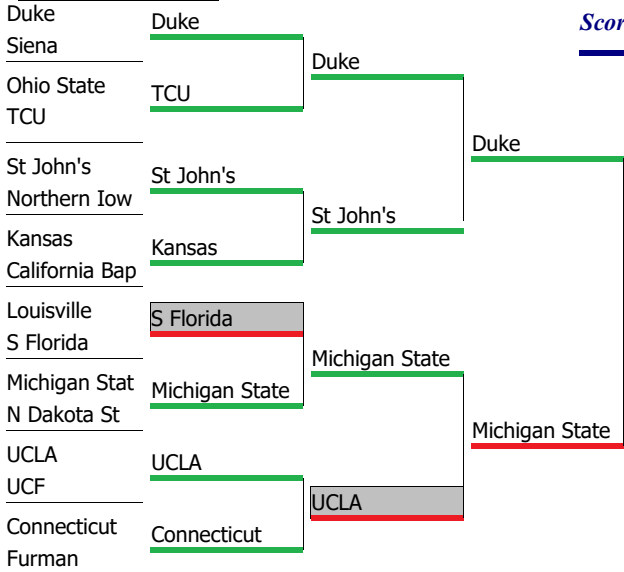 Duke
Siena
Ohio State
TCU
St John's
Northern Iow
Kansas
California Bap
Louisville
S Florida
Michigan Stat
N Dakota St
UCLA
UCF
Connecticut
Furman
Duke
TCU
St John's
Kansas
S Florida
Michigan State
UCLA
Connecticut
Duke
St John's
Michigan State
UCLA
Duke
Michigan State
Scor